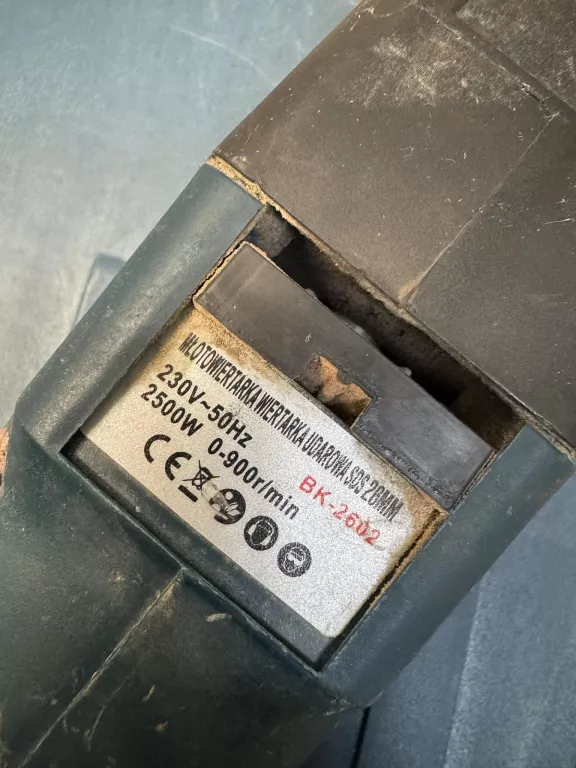 MŁOTOWIERTARKA WIERTARKA UDAROWA SDS 26MM
230V~50Hz
2500W 0-900r/min
BK-2602
CE